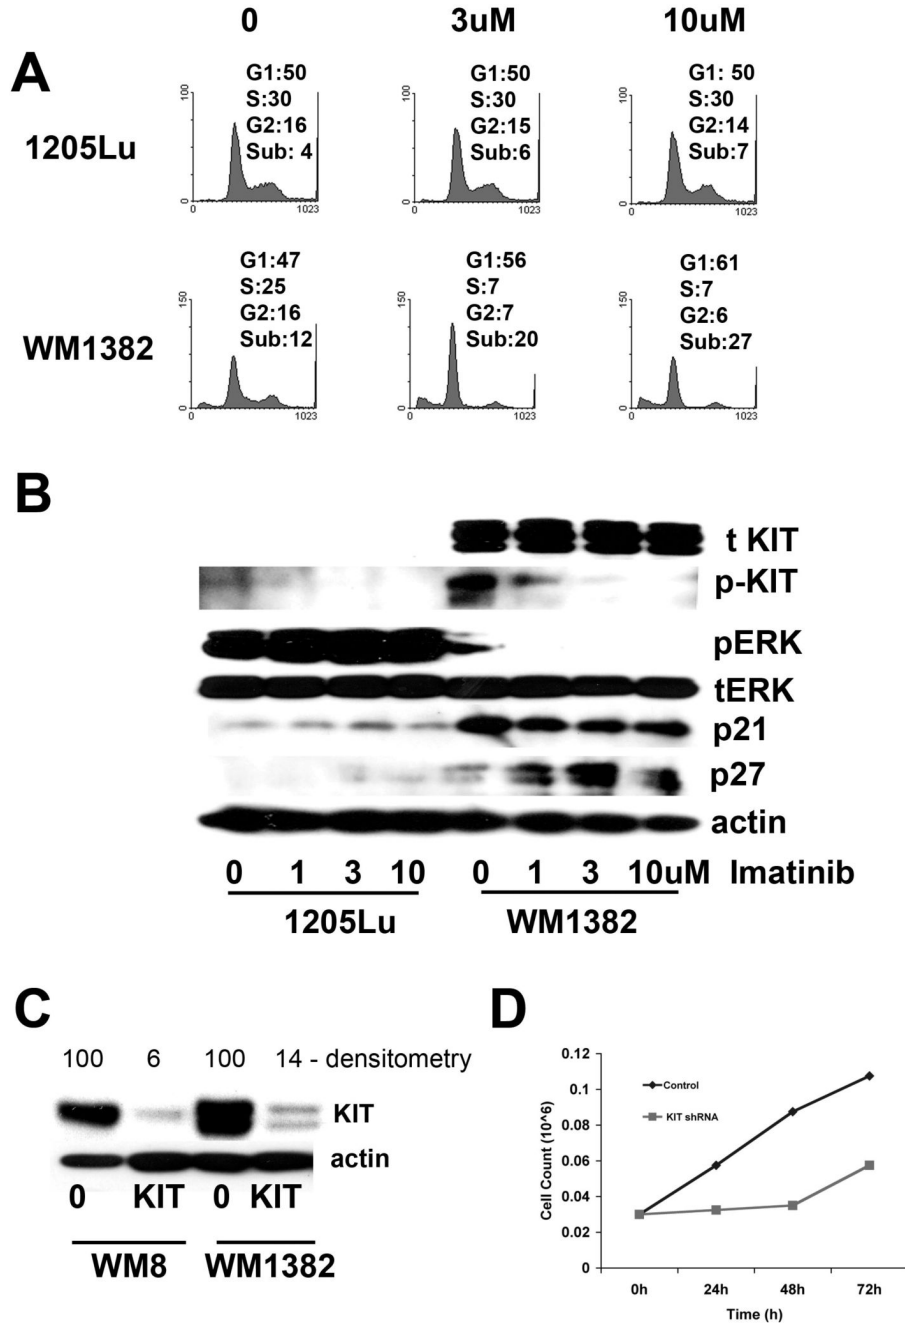 0 3uM 10uM
A
1205Lu
100
0
0 1023
G1:50
S:30
G2:16
Sub: 4
100
0
0 1023
G1:50
S:30
G2:15
Sub:6
100
0
0 1023
G1: 50
S:30
G2:14
Sub:7
WM1382
150
0
0 1023
G1:47
S:25
G2:16
Sub:12
150
0
0 1023
G1:56
S:7
G2:7
Sub:20
150
0
0 1023
G1:61
S:7
G2:6
Sub:27
B
t KIT
p-KIT
pERK
tERK
p21
p27
actin
0 1 3 10 0 1 3 10uM Imatinib
1205Lu WM1382
C
100 6 100 14 - densitometry
KIT
actin
0 KIT 0 KIT
WM8 WM1382
D
0.12
0.1
0.08
0.06
0.04
0.02
0
Cell Count (10^6)
Control
KIT shRNA
0h 24h 48h 72h
Time (h)